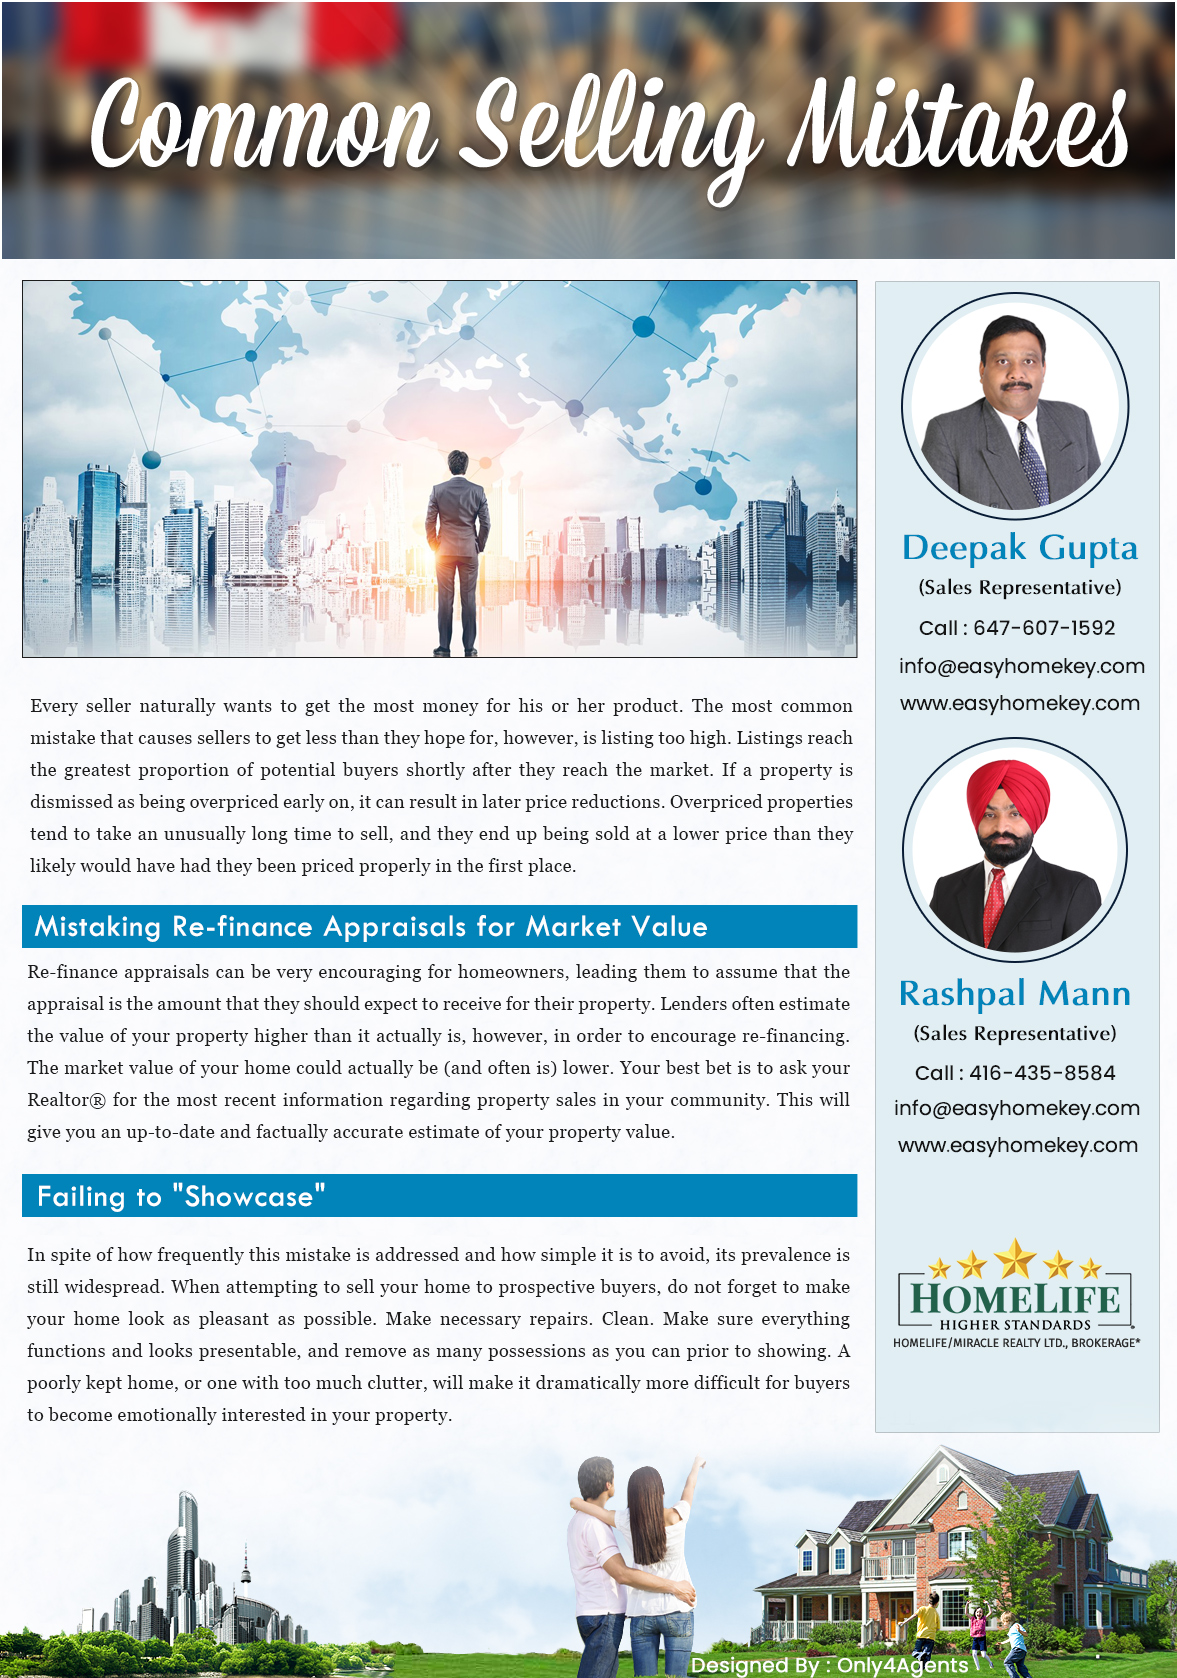 Common Selling Mistakes
Every seller naturally wants to get the most money for his or her product. The most common
mistake that causes sellers to get less than they hope for, however, is listing too high. Listings reach
the greatest proportion of potential buyers shortly after they reach the market. If a property is
dismissed as being overpriced early on, it can result in later price reductions. Overpriced properties
tend to take an unusually long time to sell, and they end up being sold at a lower price than they
likely would have had they been priced properly in the first place.
Mistaking Re-finance Appraisals for Market Value
Re-finance appraisals can be very encouraging for homeowners, leading them to assume that the
appraisal is the amount that they should expect to receive for their property. Lenders often estimate
the value of your property higher than it actually is, however, in order to encourage re-financing.
The market value of your home could actually be (and often is) lower. Your best bet is to ask your
Realtor® for the most recent information regarding property sales in your community. This will
give you an up-to-date and factually accurate estimate of your property value.
Failing to "Showcase"
In spite of how frequently this mistake is addressed and how simple it is to avoid, its prevalence is
still widespread. When attempting to sell your home to prospective buyers, do not forget to make
your home look as pleasant as possible. Make necessary repairs. Clean. Make sure everything
functions and looks presentable, and remove as many possessions as you can prior to showing. A
poorly kept home, or one with too much clutter, will make it dramatically more difficult for buyers
to become emotionally interested in your property.
Deepak Gupta
(Sales Representative)
Call : 647-607-1592
info@easyhomekey.com
www.easyhomekey.com
Rashpal Mann
(Sales Representative)
Call : 416-435-8584
info@easyhomekey.com
www.easyhomekey.com
HOMELIFE
HIGHER STANDARDS
HOMELIFE/MIRACLE REALTY LTD., BROKERAGE*
Designed By : Only4Agents